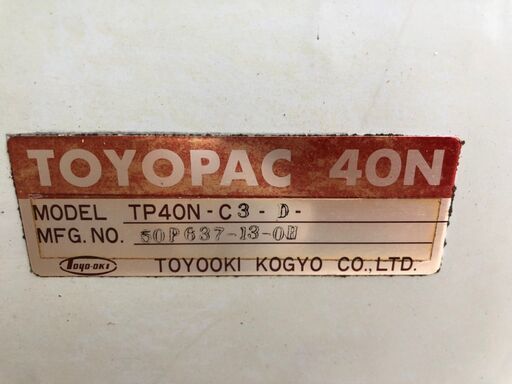 TOYOPAC 40N
MODEL TP40N-C3-D-
MFG.NO. 50P637-13-0H
TOYO-OKI TOYOOKI KOGYO CO.,LTD.